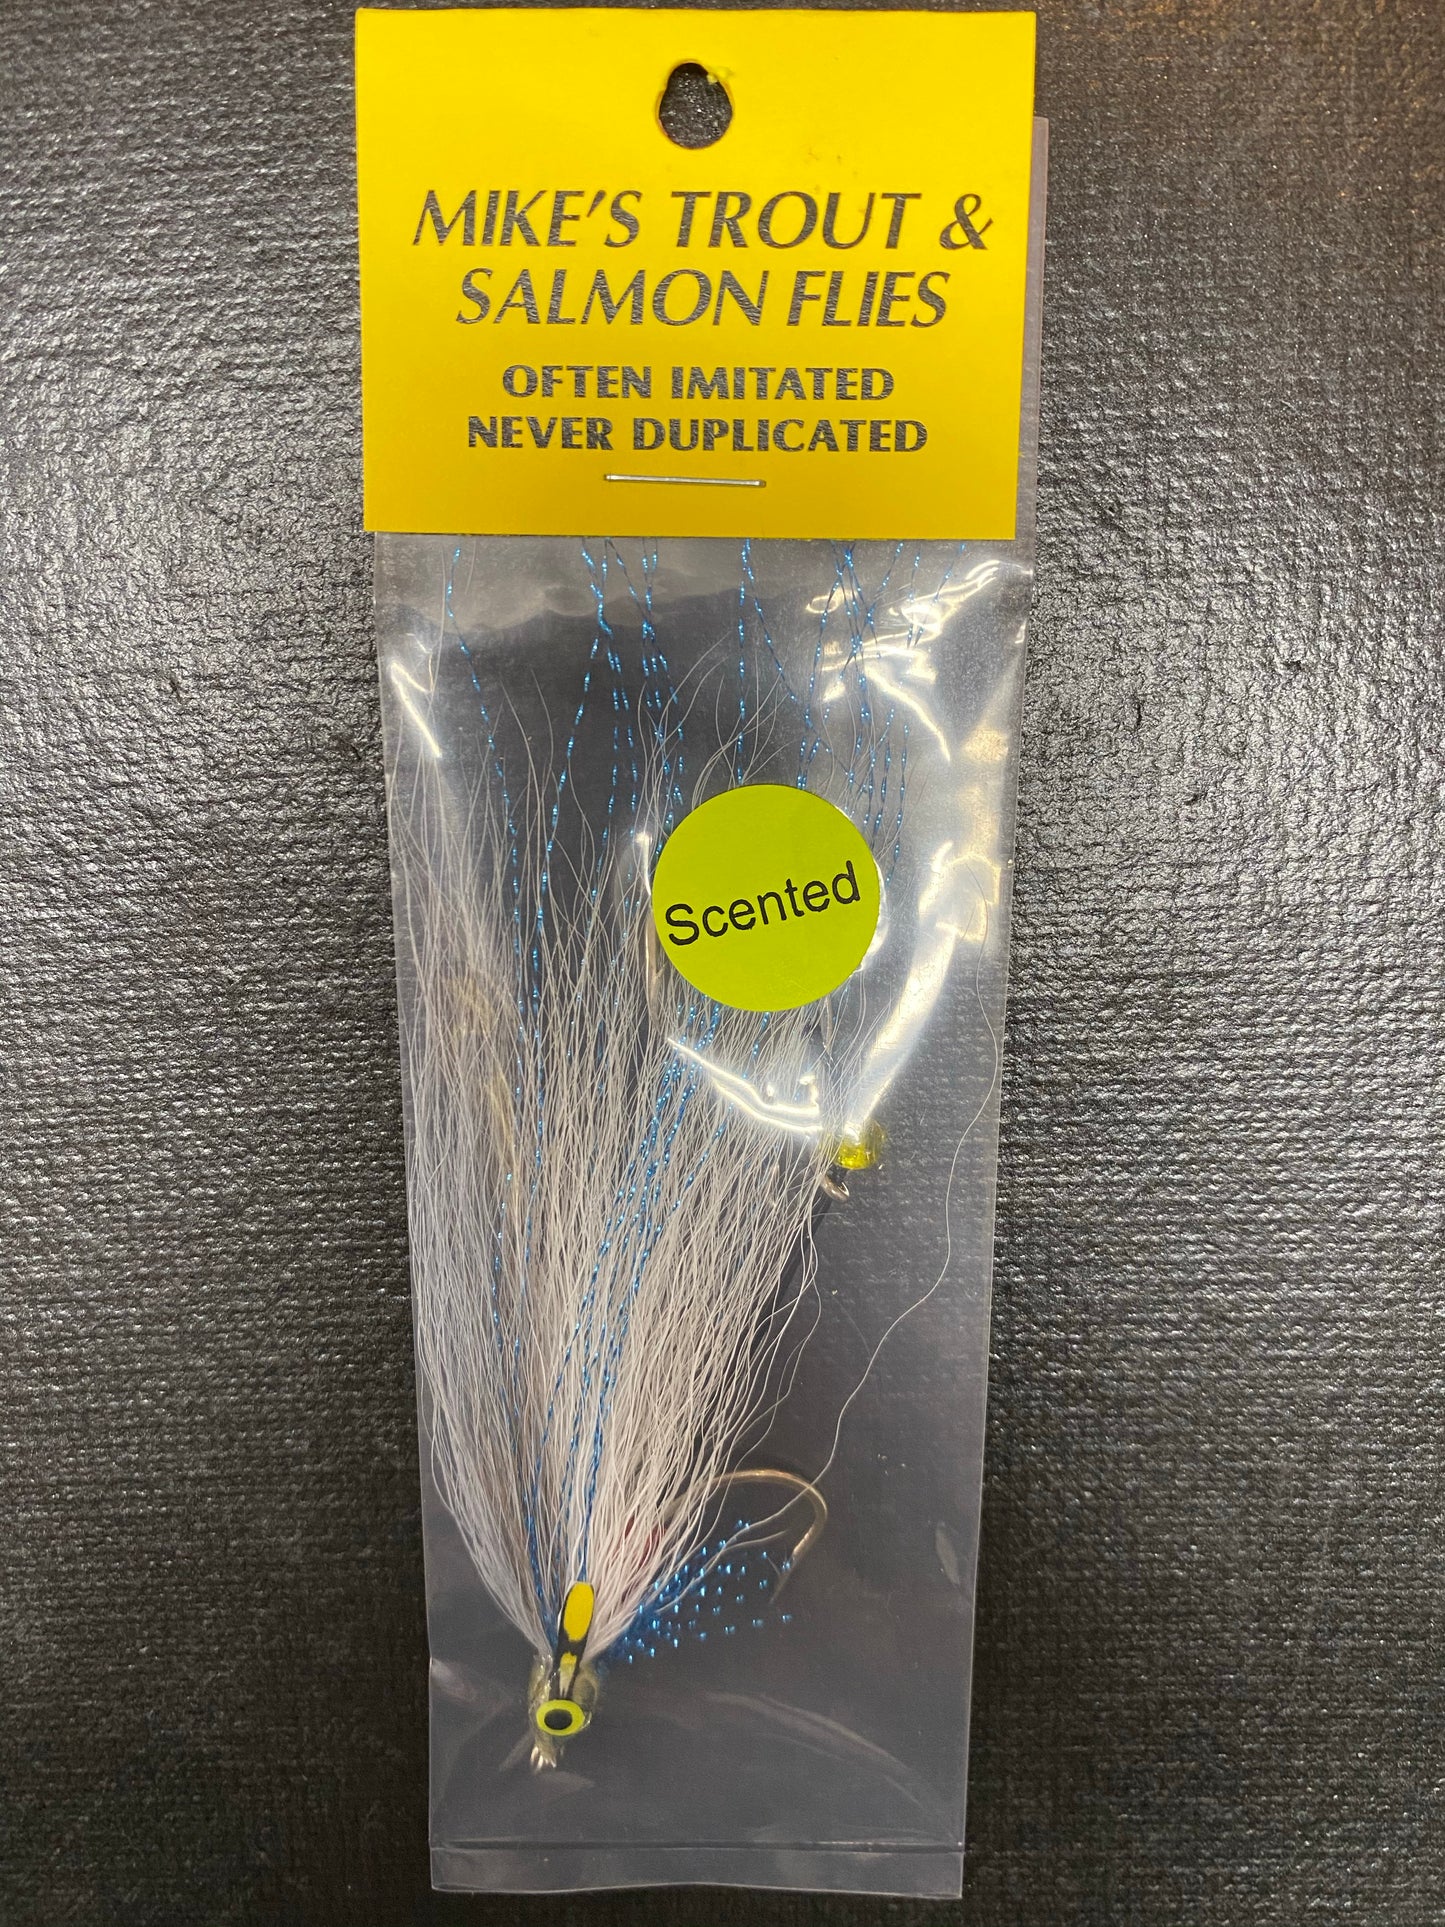 MIKE'S TROUT &
SALMON FLIES
OFTEN IMITATED
NEVER DUPLICATED
Scented